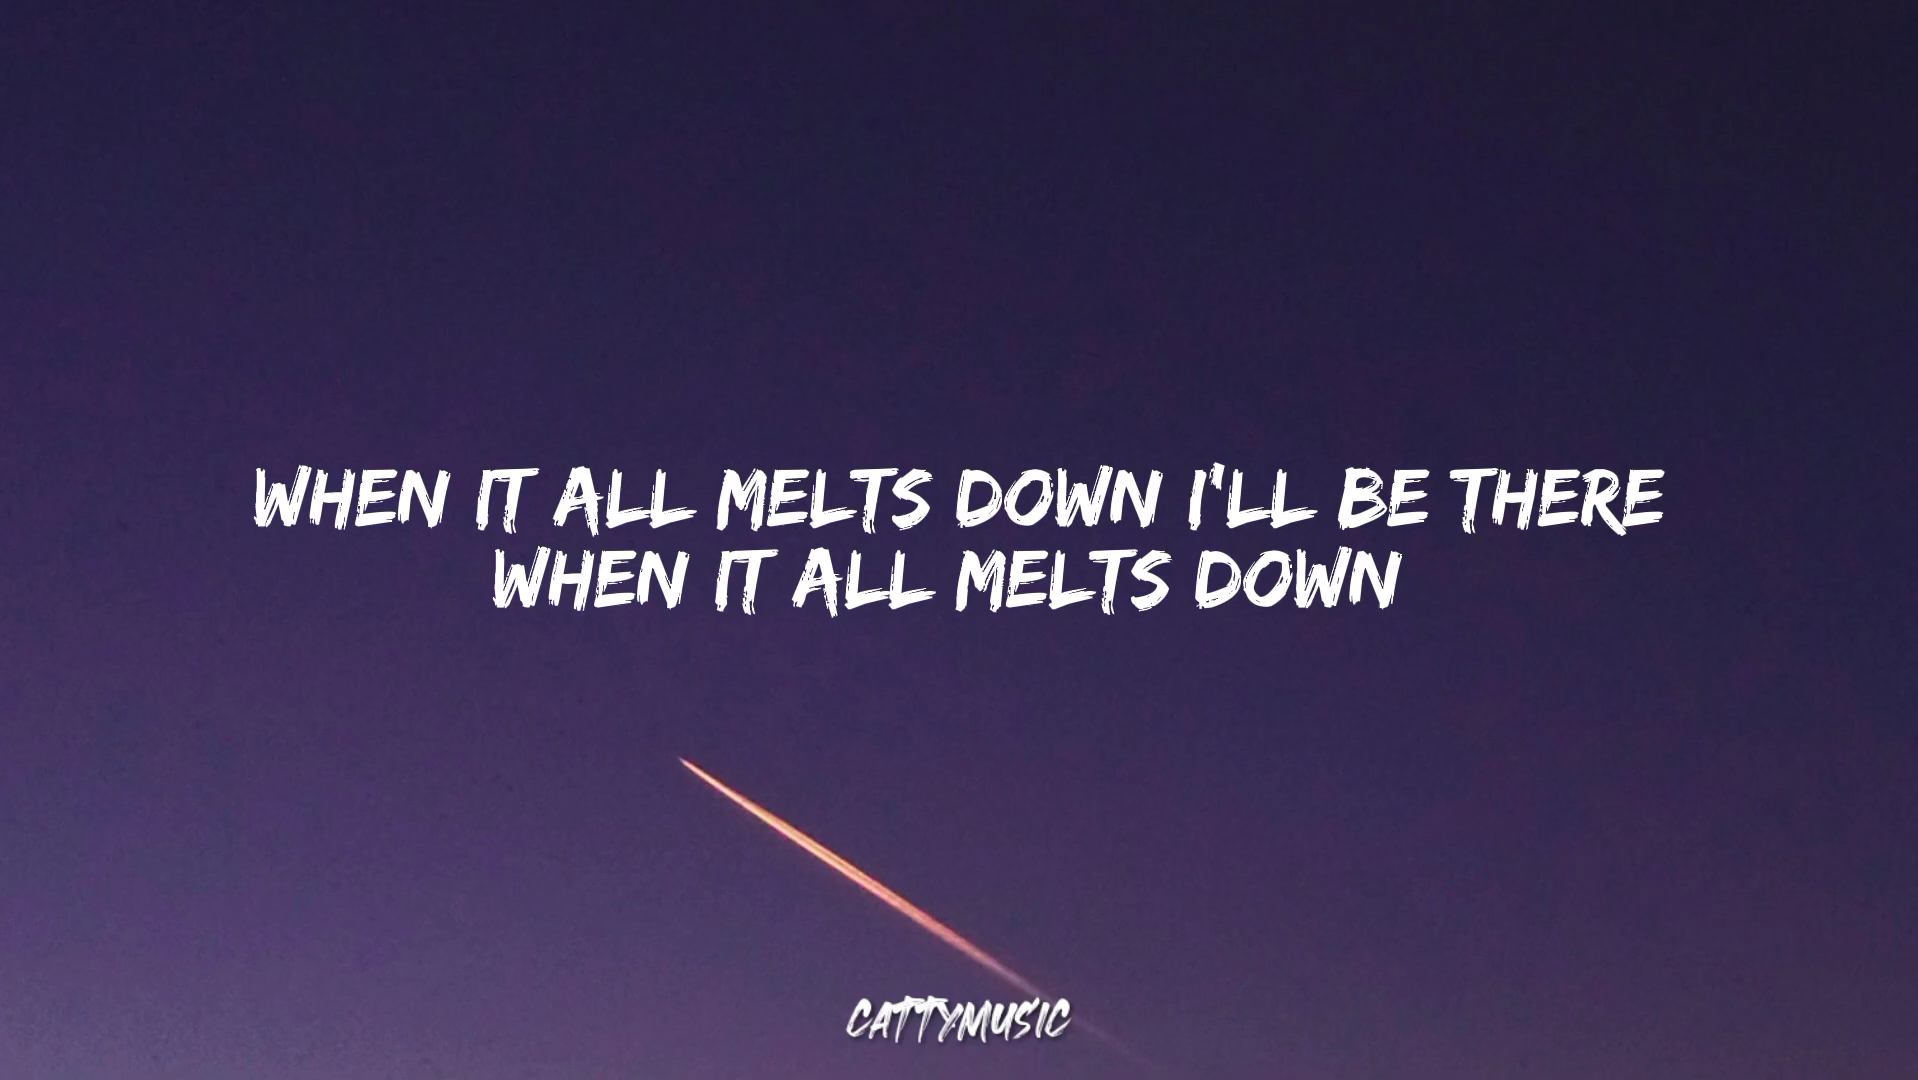 WHEN IT ALL MELTS DOWN I'LL BE THERE
WHEN IT ALL MELTS DOWN
CATTYMUSIC